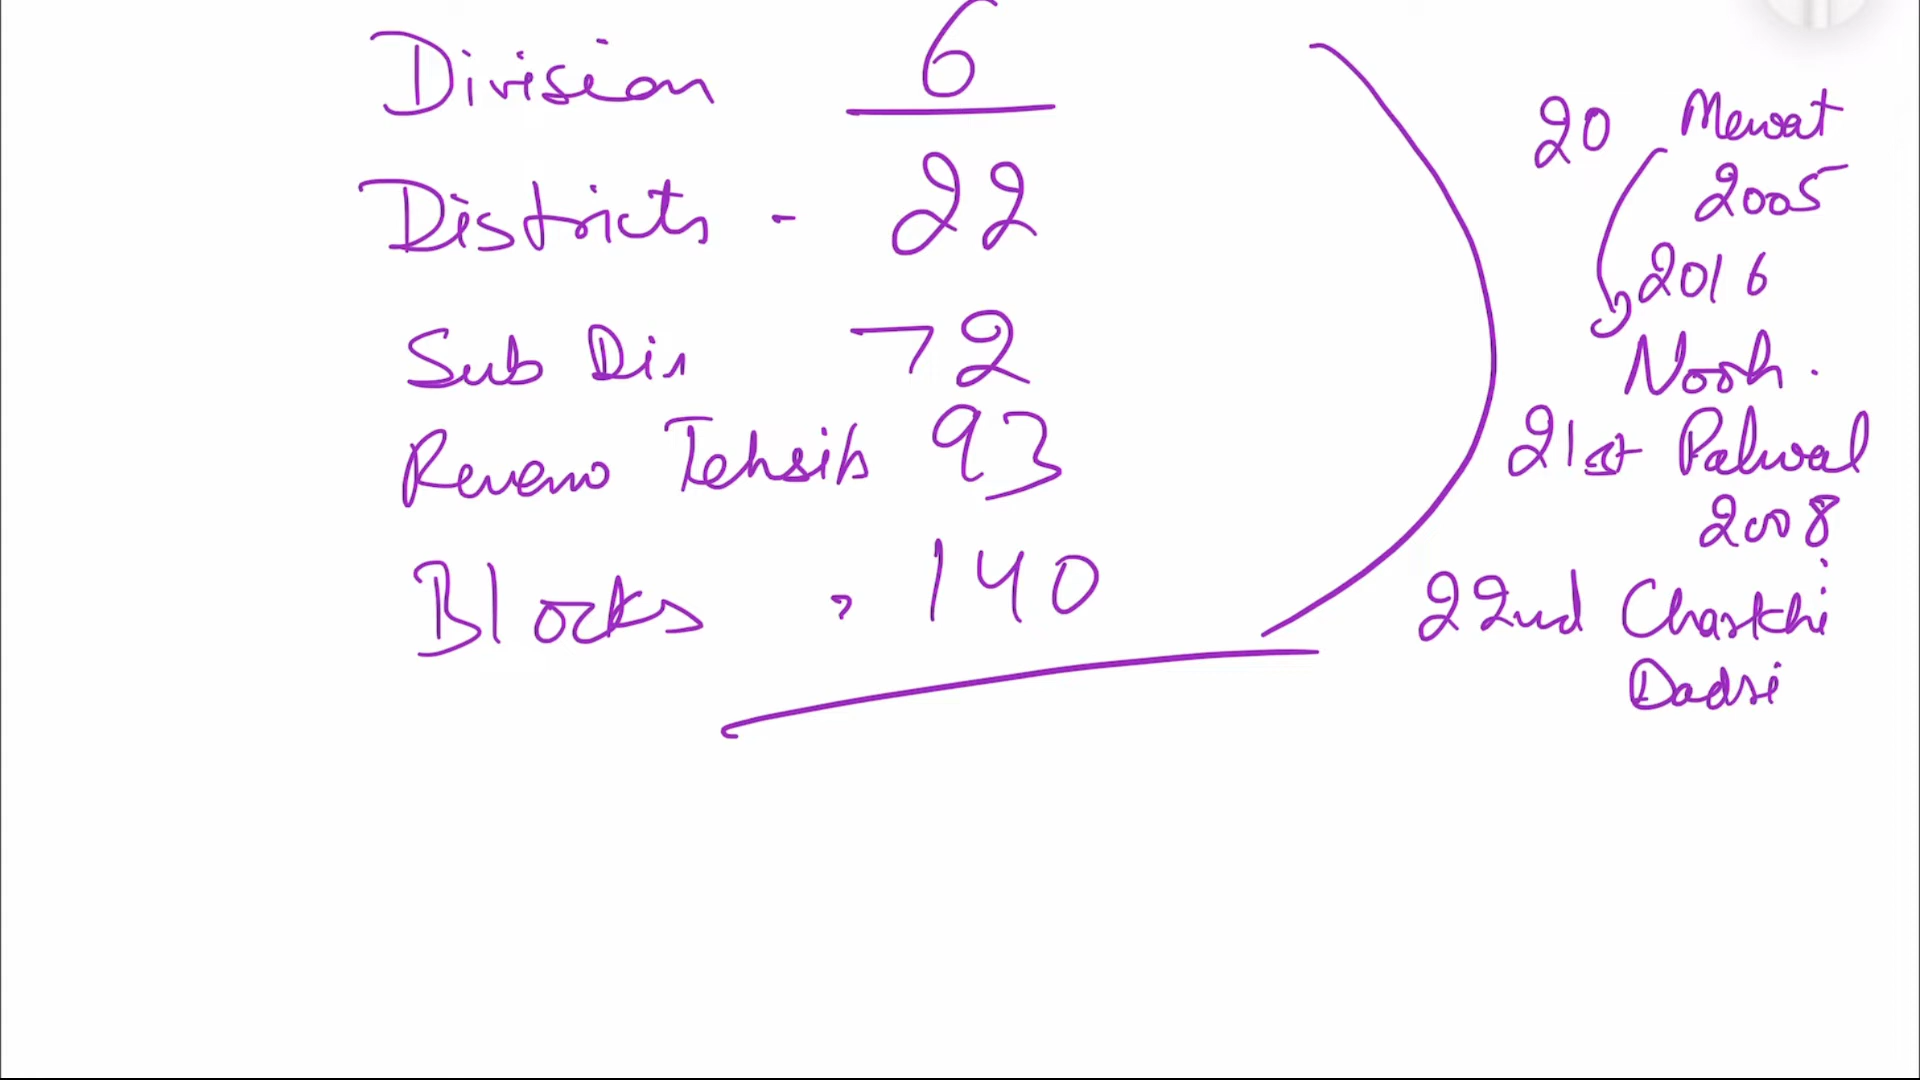 Division 6
Districts - 22
Sub Div 72
Revenue Tehsils 93
Blocks , 140
20 Mewat
2005
2016
Nooh.
21st Palwal
2008
22nd Charkhi
Dadri